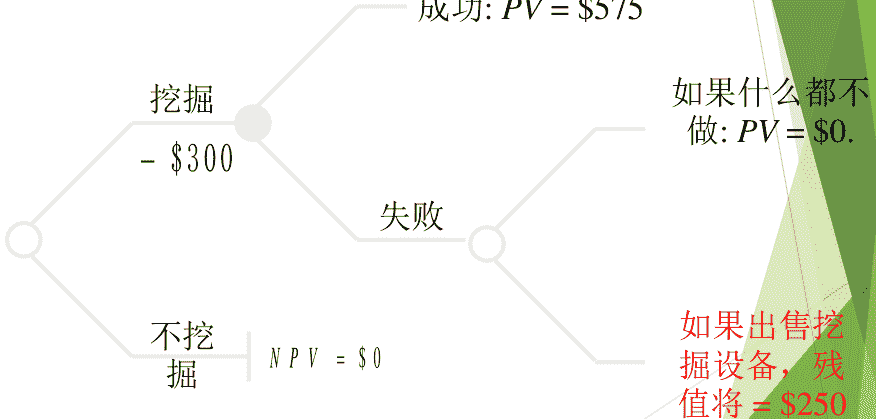 成功: PV = $575
如果什么都不
做: PV = $0.
挖掘
– $300
失败
不挖
掘
NPV = $0
如果出售挖
掘设备，残
值将 = $250